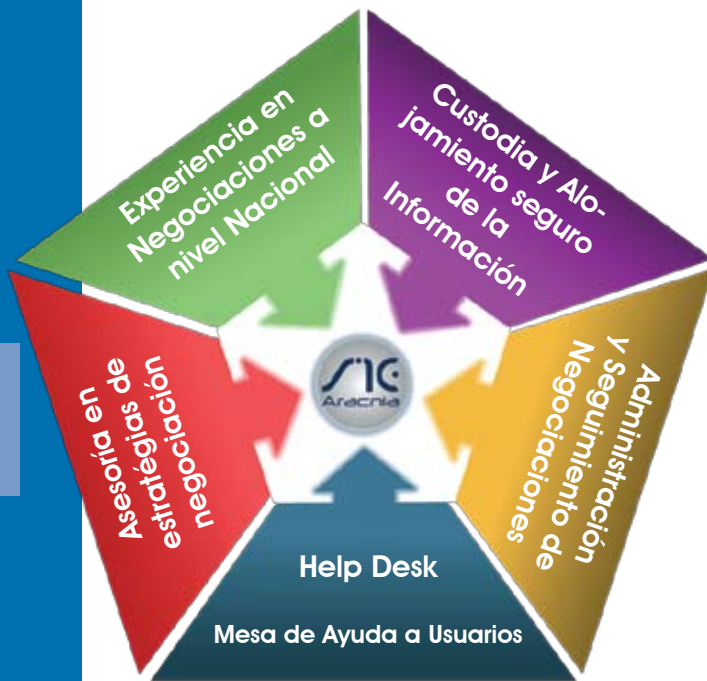 Experiencia en
Negociaciones a
nivel Nacional
Custodia y Alo-
jamiento seguro
de la
Información
Administración
y Seguimiento de
Negociaciones
Help Desk
Mesa de Ayuda a Usuarios
Asesoría en
estratégias de
negociación
SICE
Aracnia